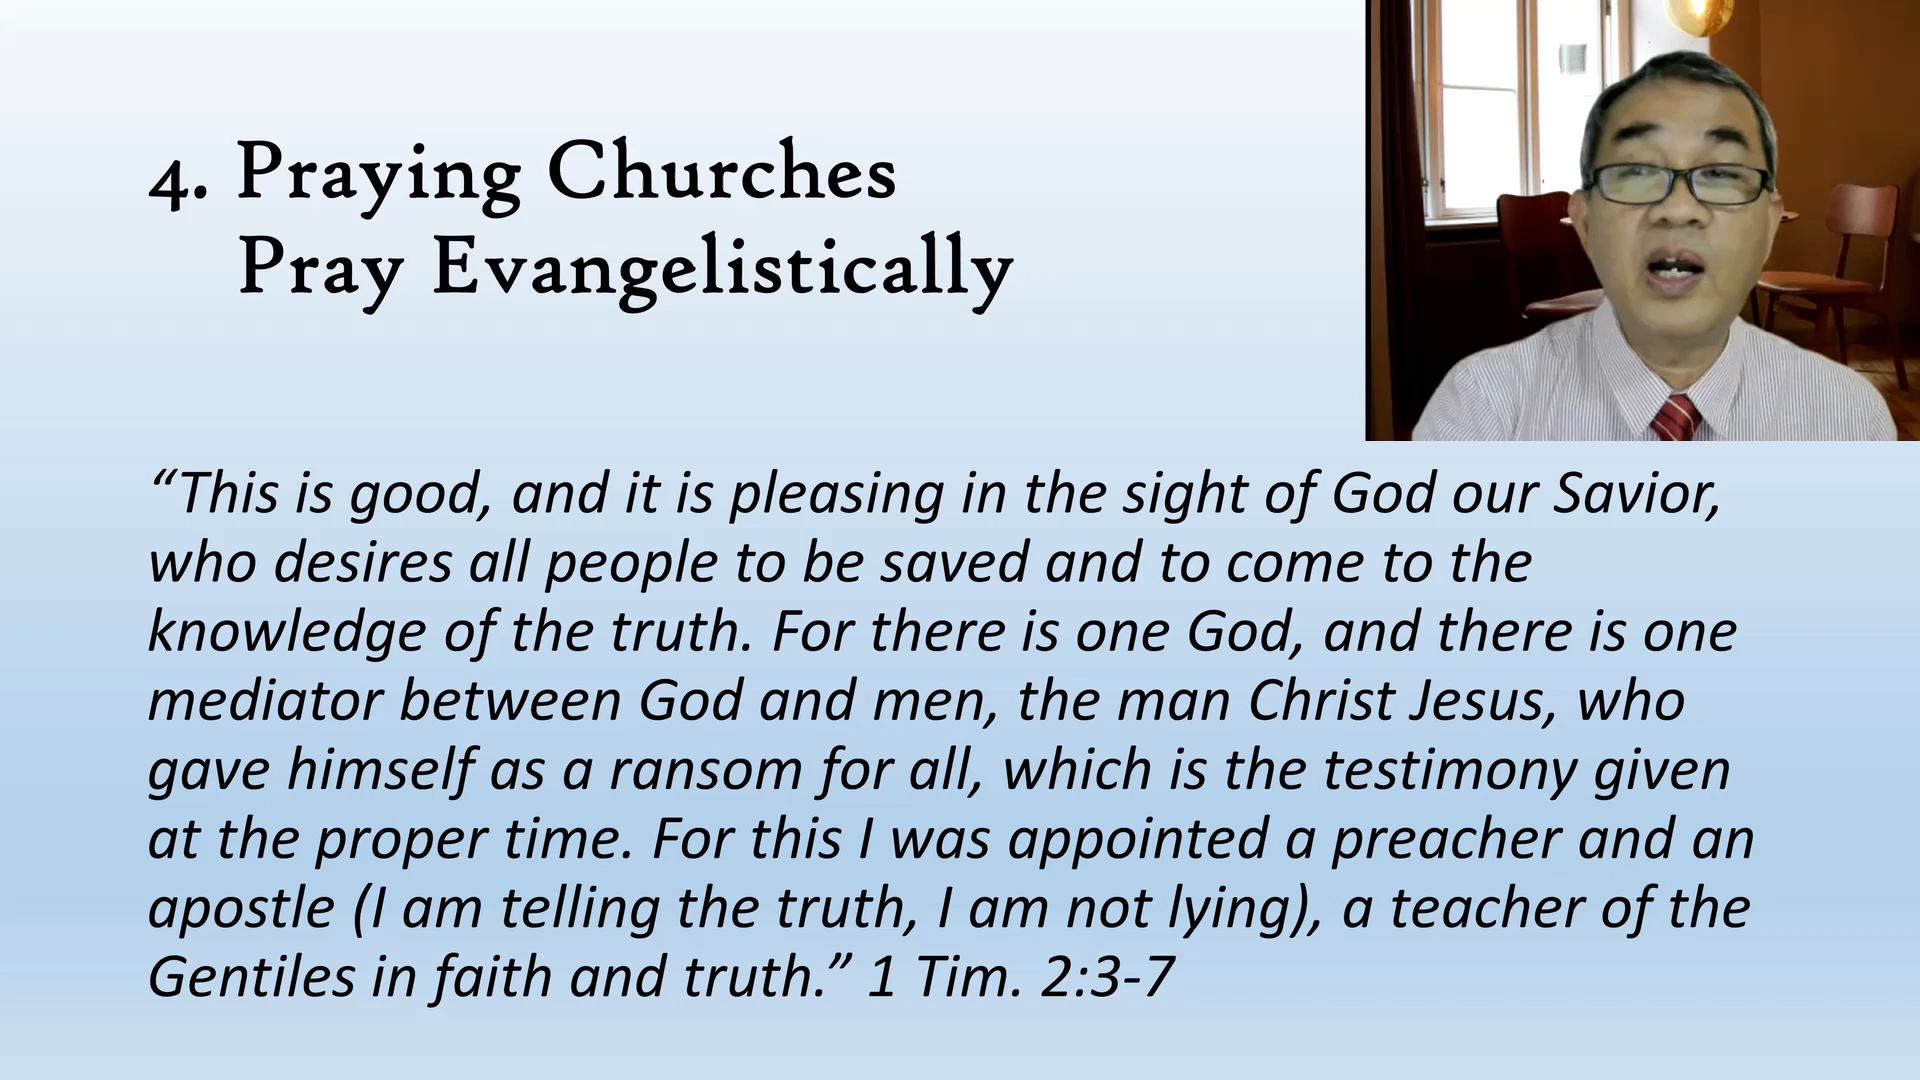 4. Praying Churches
Pray Evangelistically
“This is good, and it is pleasing in the sight of God our Savior,
who desires all people to be saved and to come to the
knowledge of the truth. For there is one God, and there is one
mediator between God and men, the man Christ Jesus, who
gave himself as a ransom for all, which is the testimony given
at the proper time. For this I was appointed a preacher and an
apostle (I am telling the truth, I am not lying), a teacher of the
Gentiles in faith and truth.” 1 Tim. 2:3-7